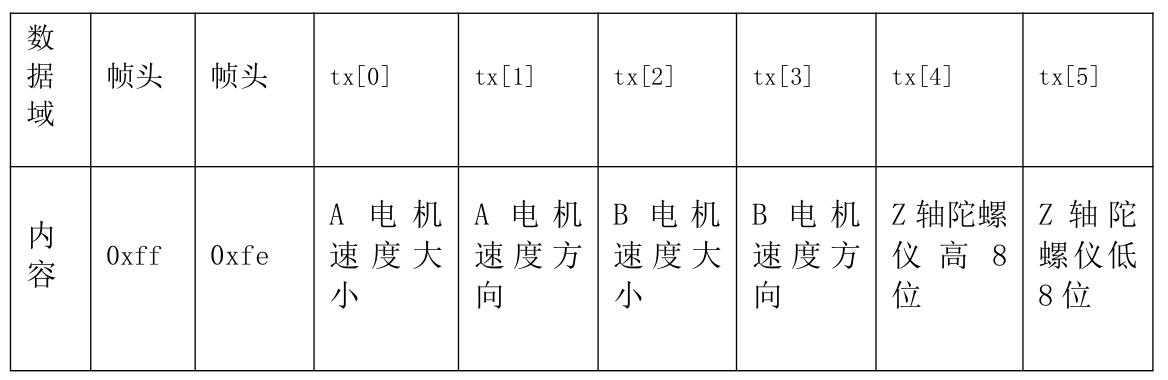 数
据
域
帧头
帧头
tx[0]
tx[1]
tx[2]
tx[3]
tx[4]
tx[5]
内
容
0xff
0xfe
A 电 机
速 度 大
小
A 电 机
速 度 方
向
B 电 机
速 度 大
小
B 电 机
速 度 方
向
Z 轴陀螺
仪 高 8
位
Z 轴 陀
螺仪低
8 位